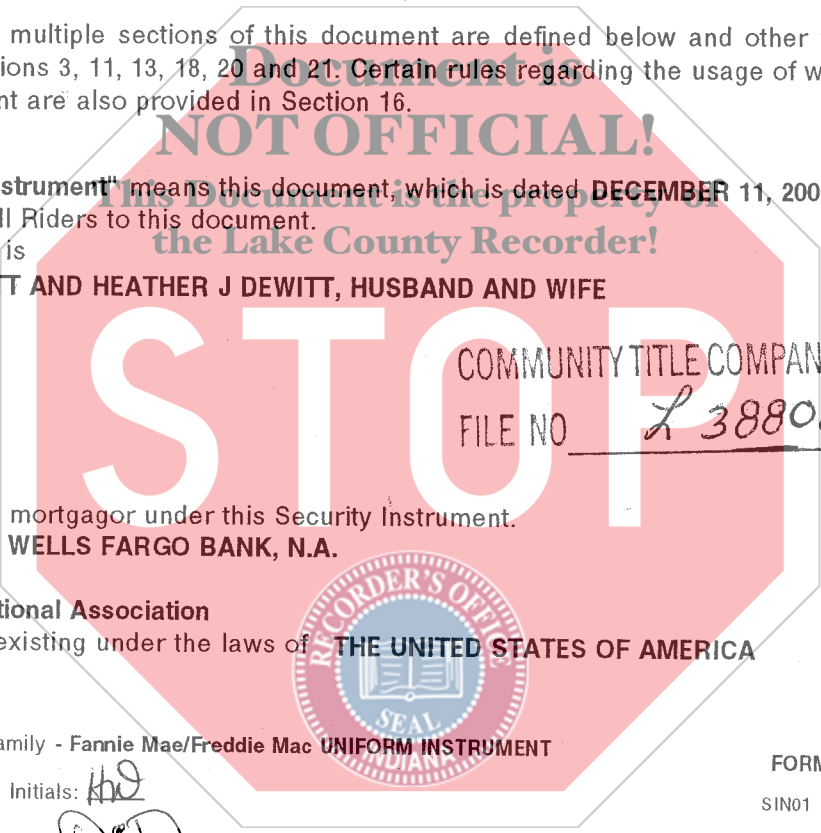 multiple sections of this document are defined below and other
ions 3, 11, 13, 18, 20 and 21. Certain rules regarding the usage of w
nt are also provided in Section 16.
Document is
NOT OFFICIAL!
This Document is the property of
the Lake County Recorder!
strument" means this document, which is dated DECEMBER 11, 200
ll Riders to this document.
is
TT AND HEATHER J DEWITT, HUSBAND AND WIFE
STOP
COMMUNITY TITLE COMPAN
FILE NO L 3880
mortgagor under this Security Instrument.
WELLS FARGO BANK, N.A.
tional Association
existing under the laws of THE UNITED STATES OF AMERICA
RECORDER'S OFFICE
SEAL
INDIANA
amily - Fannie Mae/Freddie Mac UNIFORM INSTRUMENT
FORM
Initials:
SIN01